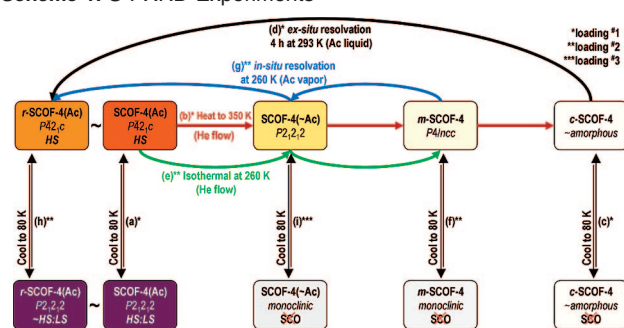 Scheme 1. PXRD Experiments
(d)* ex-situ resolvation
4 h at 293 K (Ac liquid)
*loading #1
**loading #2
***loading #3
(g)** in-situ resolvation
at 260 K (Ac vapor)
r-SCOF-4(Ac)
P4̄2₁c
HS
~
SCOF-4(Ac)
P4̄2₁c
HS
(b)* Heat to 350 K
(He flow)
SCOF-4(~Ac)
P2₁2₁2
m-SCOF-4
P4/ncc
c-SCOF-4
~amorphous
(e)** Isothermal at 260 K
(He flow)
Cool to 80 K
(h)**
Cool to 80 K
(a)*
Cool to 80 K
(i)***
Cool to 80 K
(f)**
Cool to 80 K
(c)*
r-SCOF-4(Ac)
P2₁2₁2
~HS:LS
~
SCOF-4(Ac)
P2₁2₁2
HS:LS
SCOF-4(~Ac)
monoclinic
SCO
m-SCOF-4
monoclinic
SCO
c-SCOF-4
~amorphous
SCO